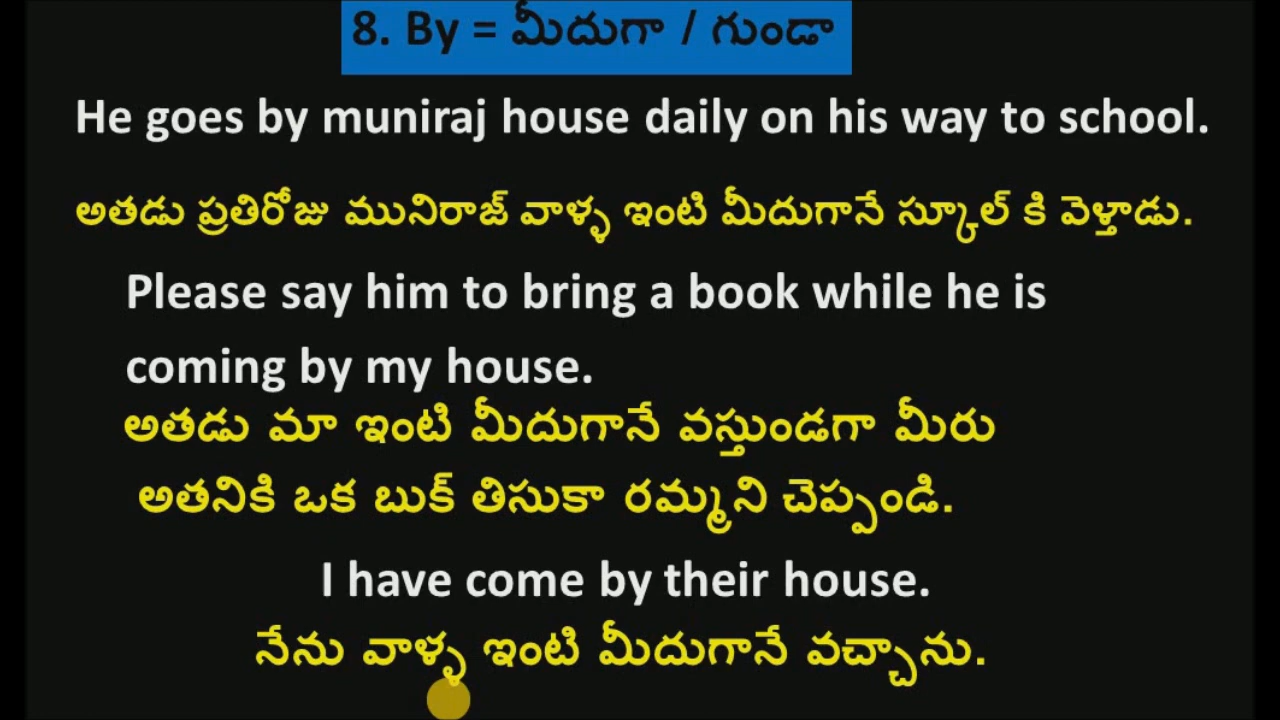 8. By = మీదుగా / గుండా
He goes by muniraj house daily on his way to school.
అతడు ప్రతిరోజు మునిరాజ్ వాళ్ళ ఇంటి మీదుగానే స్కూల్ కి వెళ్తాడు.
Please say him to bring a book while he is
coming by my house.
అతడు మా ఇంటి మీదుగానే వస్తుండగా మీరు
అతనికి ఒక బుక్ తిసుకా రమ్మని చెప్పండి.
I have come by their house.
నేను వాళ్ళ ఇంటి మీదుగానే వచ్చాను.